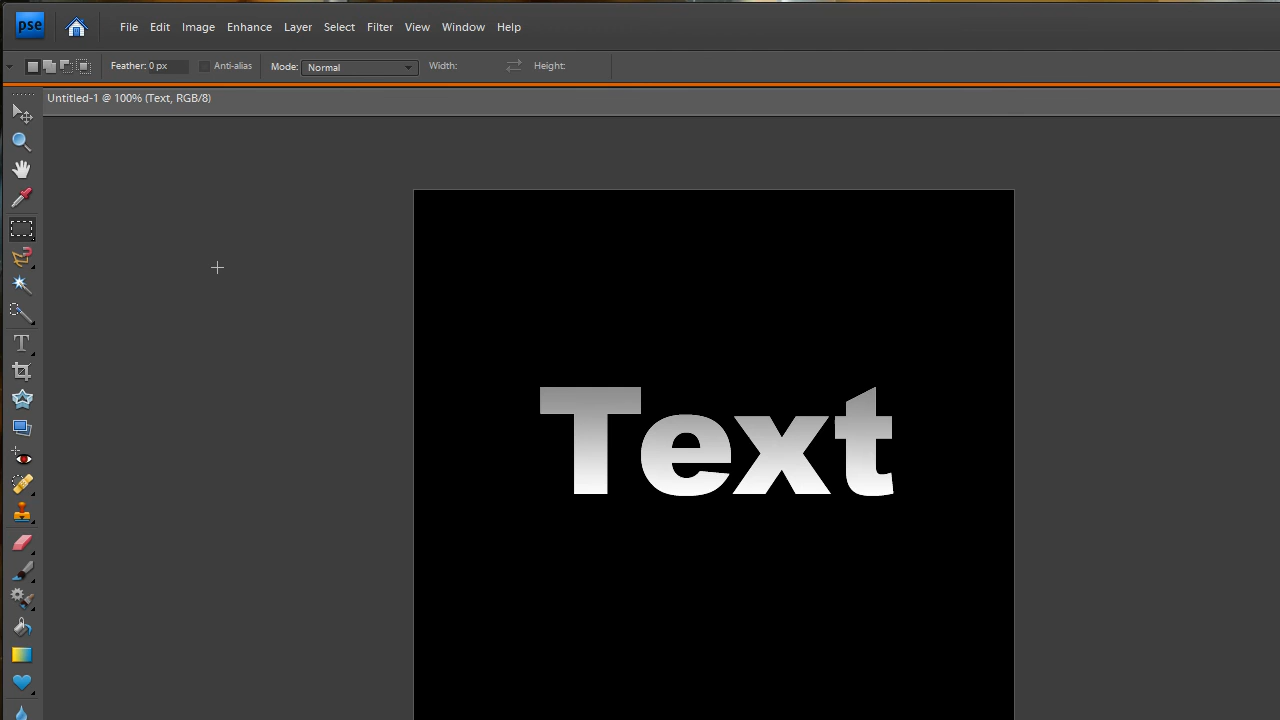 pse File Edit Image Enhance Layer Select Filter View Window Help
Feather: 0 px Anti-alias Mode: Normal Width: Height:
Untitled-1 @ 100% (Text, RGB/8)
T
Text